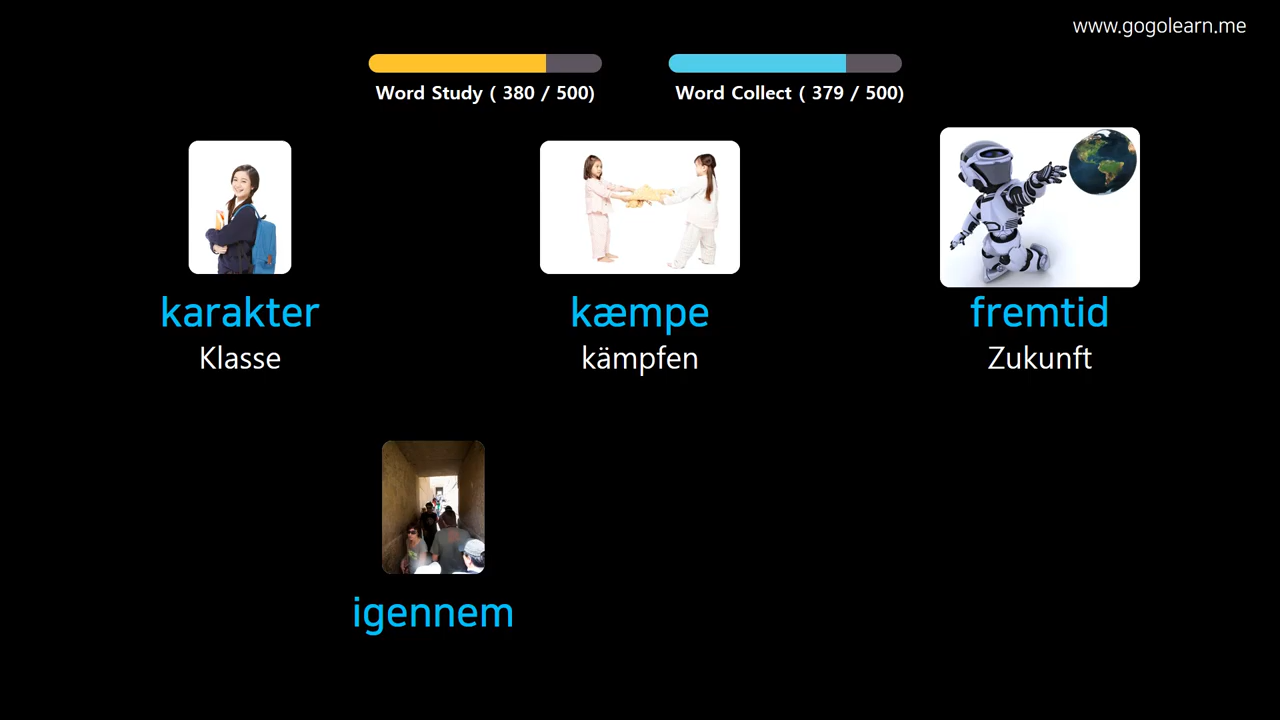 www.gogolearn.me
Word Study ( 380 / 500)
Word Collect ( 379 / 500)
karakter
Klasse
kæmpe
kämpfen
fremtid
Zukunft
igennem